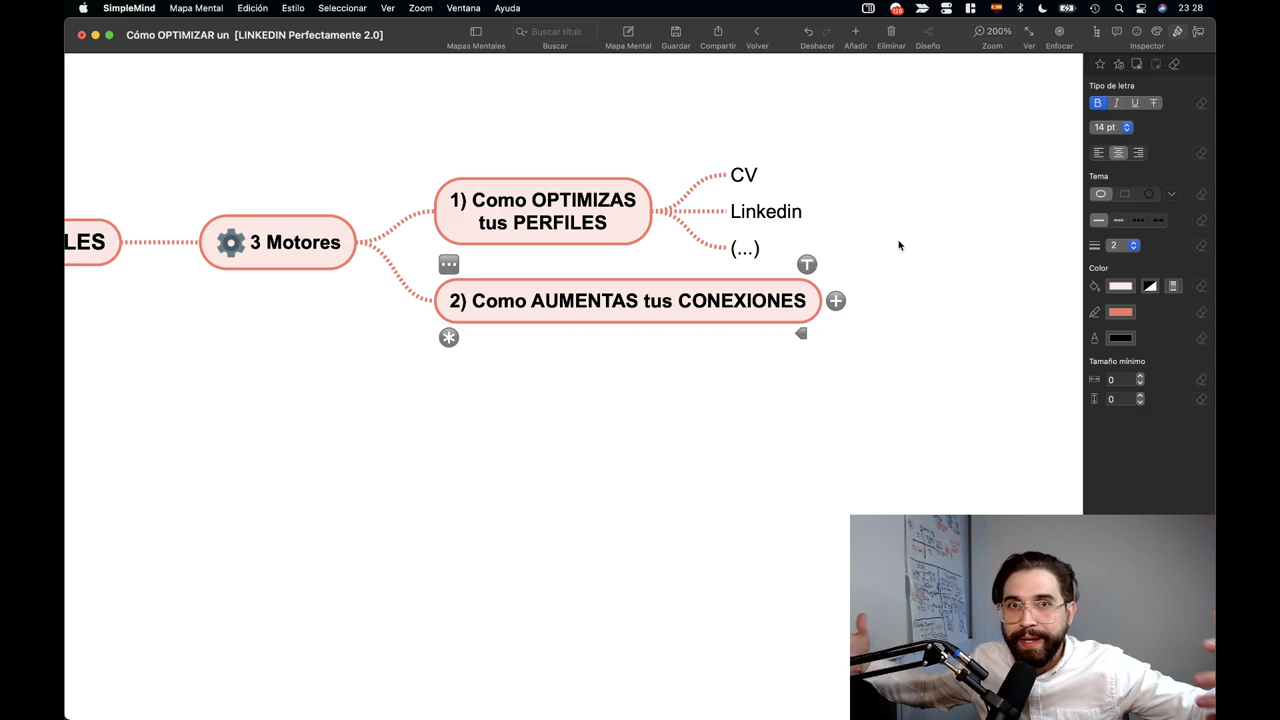 SimpleMind Mapa Mental Edición Estilo Seleccionar Ver Zoom Ventana Ayuda 23 28
Cómo OPTIMIZAR un [LINKEDIN Perfectamente 2.0]
Buscar título
200%
Mapas Mentales Buscar Mapa Mental Guardar Compartir Volver Deshacer Añadir Eliminar Diseño Zoom Ver Enfocar Inspector
Tipo de letra
B I U T
14 pt
Tema
2
Color
A
Tamaño mínimo
0
0
LES
3 Motores
1) Como OPTIMIZAS
tus PERFILES
CV
Linkedin
(...)
2) Como AUMENTAS tus CONEXIONES